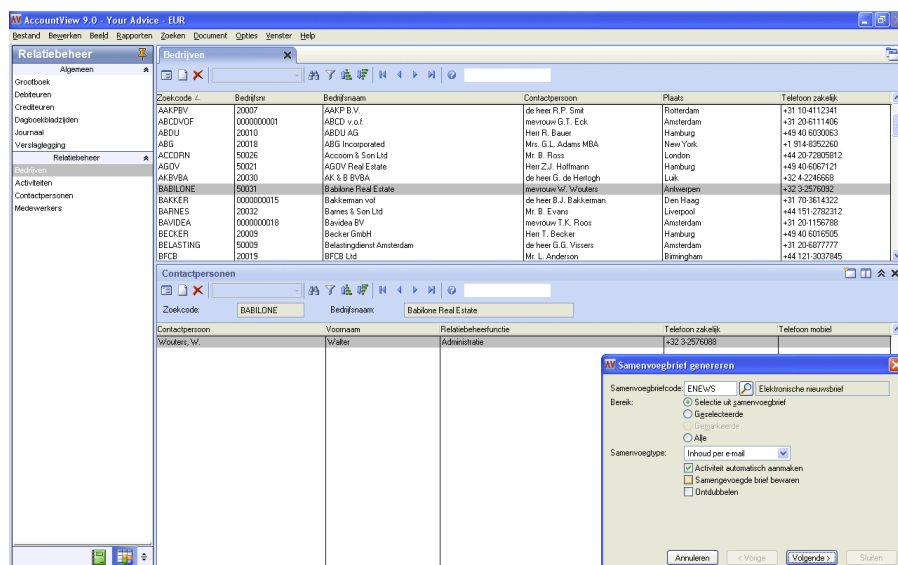 AccountView 9.0 - Your Advice - EUR
Bestand Bewerken Beeld Rapporten Zoeken Document Opties Venster Help
Relatiebeheer
Algemeen
Grootboek
Debiteuren
Crediteuren
Dagboekbladzijden
Journaal
Verslaglegging
Relatiebeheer
Bedrijven
Activiteiten
Contactpersonen
Medewerkers
Bedrijven
Zoekcode Bedrijfsnr Bedrijfsnaam Contactpersoon Plaats Telefoon zakelijk
AAKPBV 20007 AAKP B.V. de heer R.P. Smit Rotterdam +31 10-4112341
ABCDVOF 0000000001 ABCD v.o.f. mevrouw G.T. Eck Amsterdam +31 20-6111406
ABDU 20010 ABDU AG Herr R. Bauer Hamburg +49 40 6030063
ABG 20018 ABG Incorporated Mrs. G.L. Adams MBA New York +1 914-8352260
ACCORN 50026 Accoorn & Son Ltd Mr. B. Ross London +44 20-72805812
AGOV 50021 AGOV Real Estate Herr Z.J. Hoffmann Hamburg +49 40-6067121
AKBVBA 20030 AK & B BVBA de heer G. de Hertogh Luik +32 4-2246668
BABILONE 50031 Babilone Real Estate mevrouw W. Wouters Antwerpen +32 3-2576092
BAKKER 0000000015 Bakkerman vof de heer B.J. Bakkerman Den Haag +31 70-3614322
BARNES 20032 Barnes & Son Ltd Mr. B. Evans Liverpool +44 151-2782312
BAVIDEA 0000000018 Bavidea BV mevrouw T.K. Roos Amsterdam +31 20-1156788
BECKER 20009 Becker GmbH Herr T. Becker Hamburg +49 40 6016505
BELASTING 50009 Belastingdienst Amsterdam de heer G.G. Vissers Amsterdam +31 20-6877777
BFCB 20019 BFCB Ltd Mr. L. Anderson Birmingham +44 121-3037845
Contactpersonen
Zoekcode: BABILONE Bedrijfsnaam: Babilone Real Estate
Contactpersoon Voornaam Relatiebeheerfunctie Telefoon zakelijk Telefoon mobiel
Wouters, W. Walter Administratie +32 3-2576088
Samenvoegbrief genereren
Samenvoegbriefcode: ENEWS Elektronische nieuwsbrief
Bereik: Selectie uit samenvoegbrief
Geselecteerde
Gemarkeerde
Alle
Samenvoegtype: Inhoud per e-mail
Activiteit automatisch aanmaken
Samengevoegde brief bewaren
Ontdubbelen
Annuleren < Vorige Volgende > Sluiten